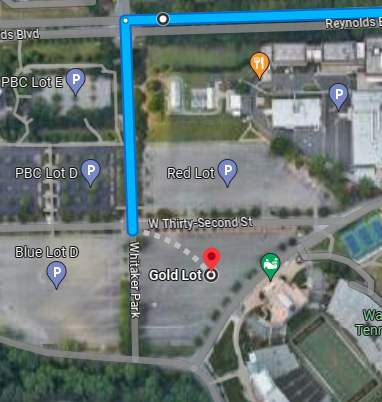 ds Blvd
Reynolds B
PBC Lot E
P
P
PBC Lot D
P
Red Lot
P
W Thirty-Second St
Blue Lot D
P
Whitaker Park
Gold Lot
Wa
Tenn